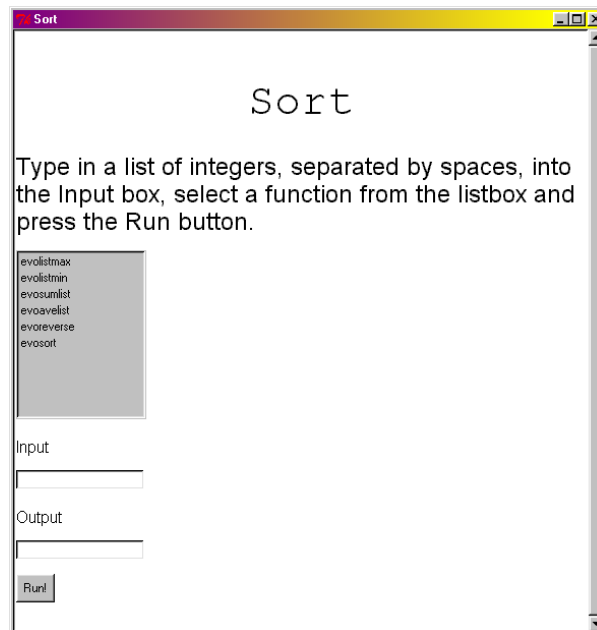 Sort
Sort
Type in a list of integers, separated by spaces, into
the Input box, select a function from the listbox and
press the Run button.
evolistmax
evolistmin
evosumlist
evoavelist
evoreverse
evosort
Input
Output
Run!